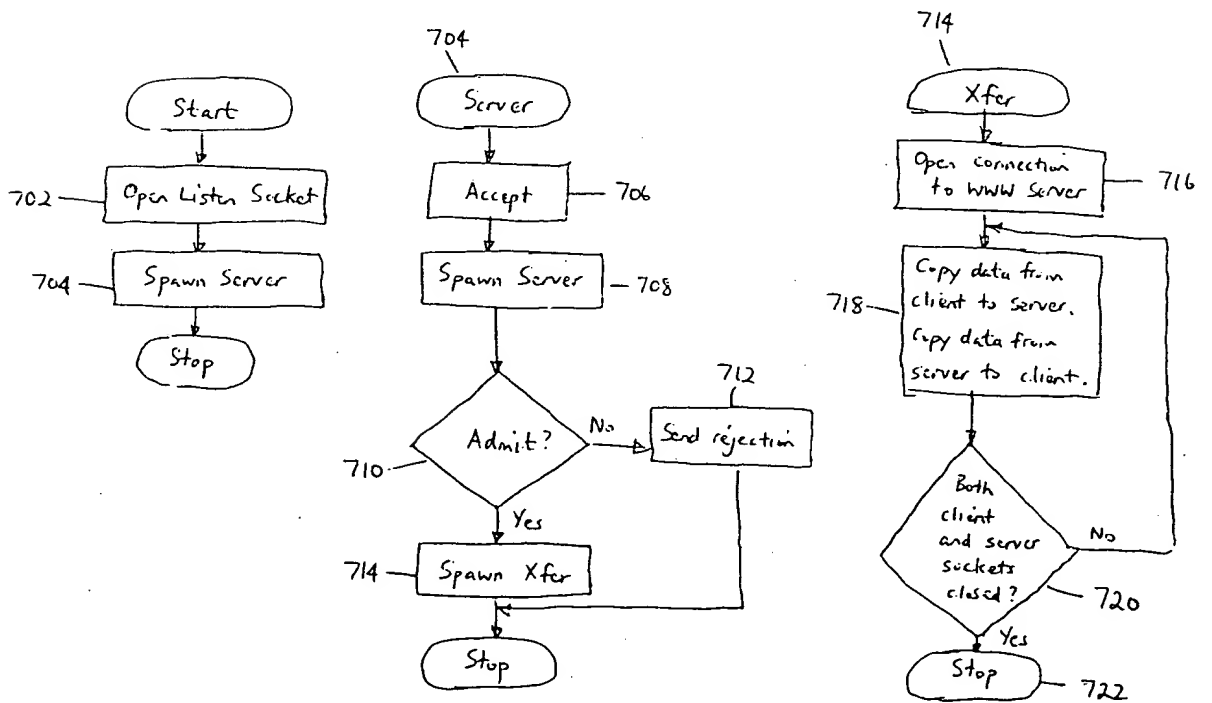 Start
702
Open Listen Socket
704
Spawn Server
Stop
704
Server
Accept
706
Spawn Server
708
Admit?
710
No
712
Send rejection
Yes
714
Spawn Xfer
Stop
714
Xfer
Open connection
to WWW Server
716
Copy data from
client to server.
Copy data from
server to client.
718
Both
client
and server
sockets
closed?
No
720
Yes
Stop
722